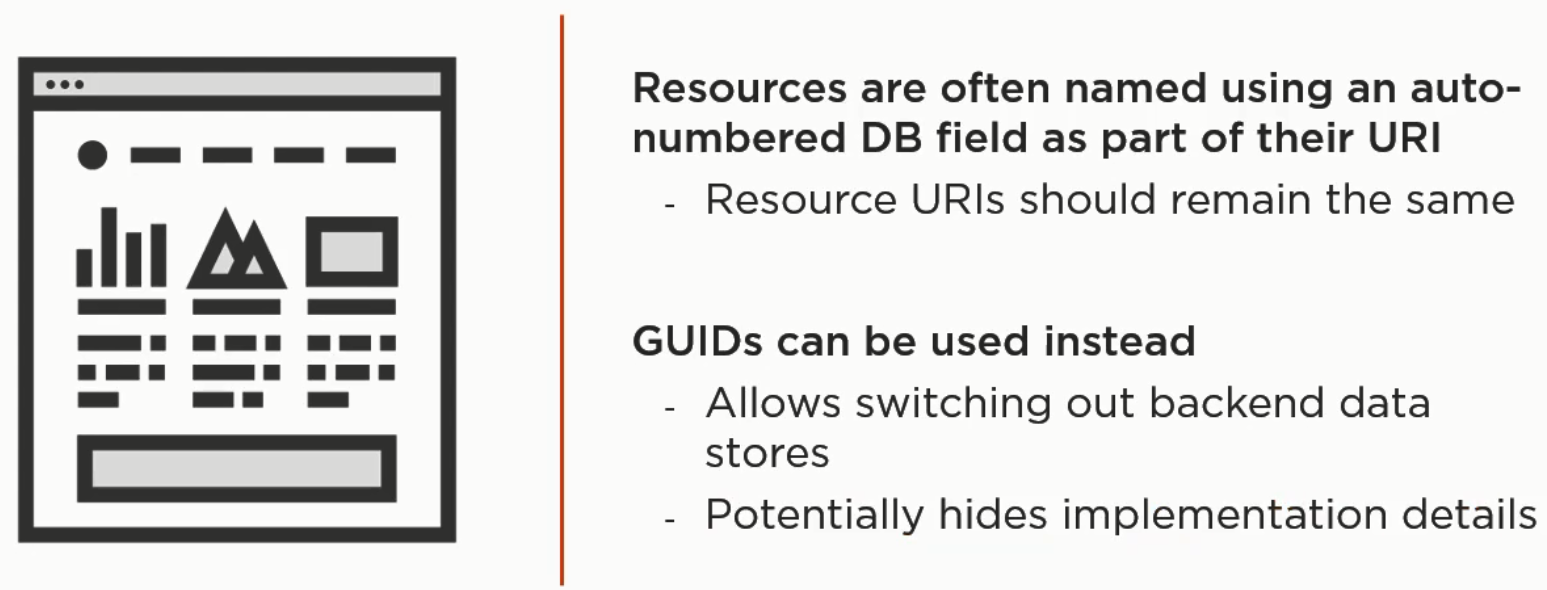 Resources are often named using an auto-
numbered DB field as part of their URI
- Resource URIs should remain the same
GUIDs can be used instead
- Allows switching out backend data
stores
- Potentially hides implementation details